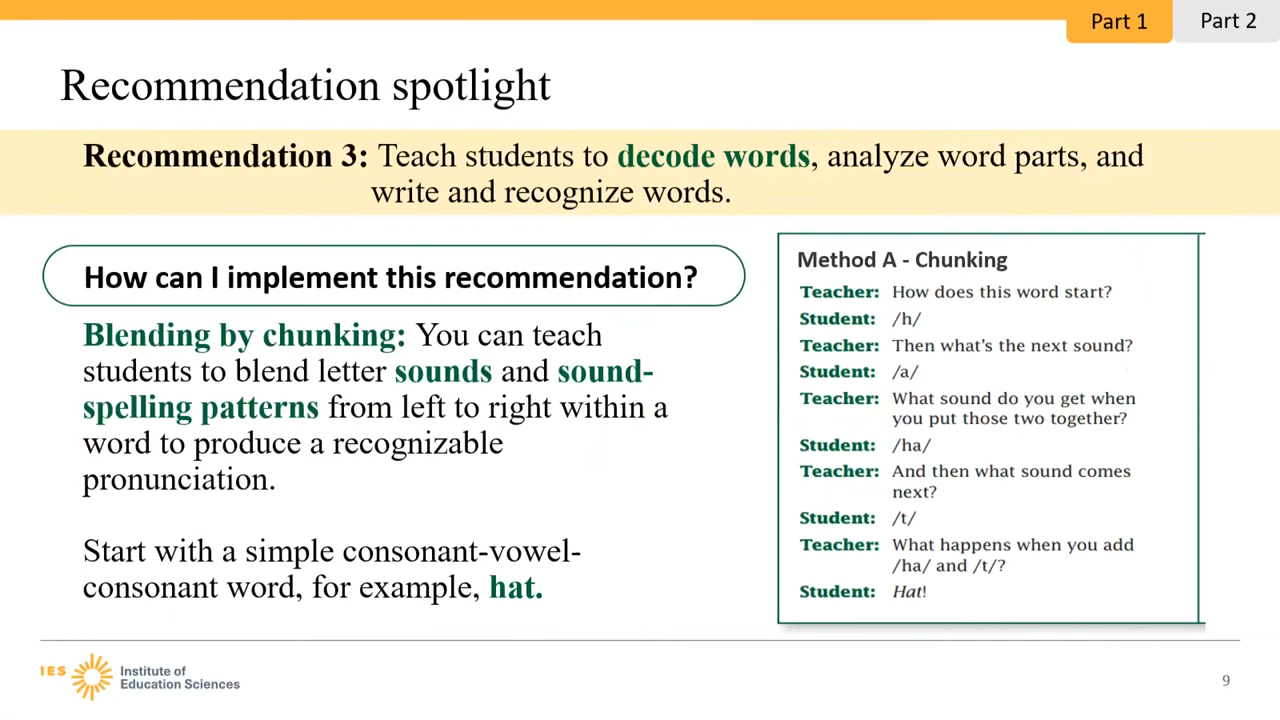 Part 1
Part 2
Recommendation spotlight
Recommendation 3: Teach students to decode words, analyze word parts, and
write and recognize words.
How can I implement this recommendation?
Blending by chunking: You can teach
students to blend letter sounds and sound-
spelling patterns from left to right within a
word to produce a recognizable
pronunciation.
Start with a simple consonant-vowel-
consonant word, for example, hat.
Method A - Chunking
Teacher: How does this word start?
Student: /h/
Teacher: Then what's the next sound?
Student: /a/
Teacher: What sound do you get when
you put those two together?
Student: /ha/
Teacher: And then what sound comes
next?
Student: /t/
Teacher: What happens when you add
/ha/ and /t/?
Student: Hat!
IES
Institute of
Education Sciences
9